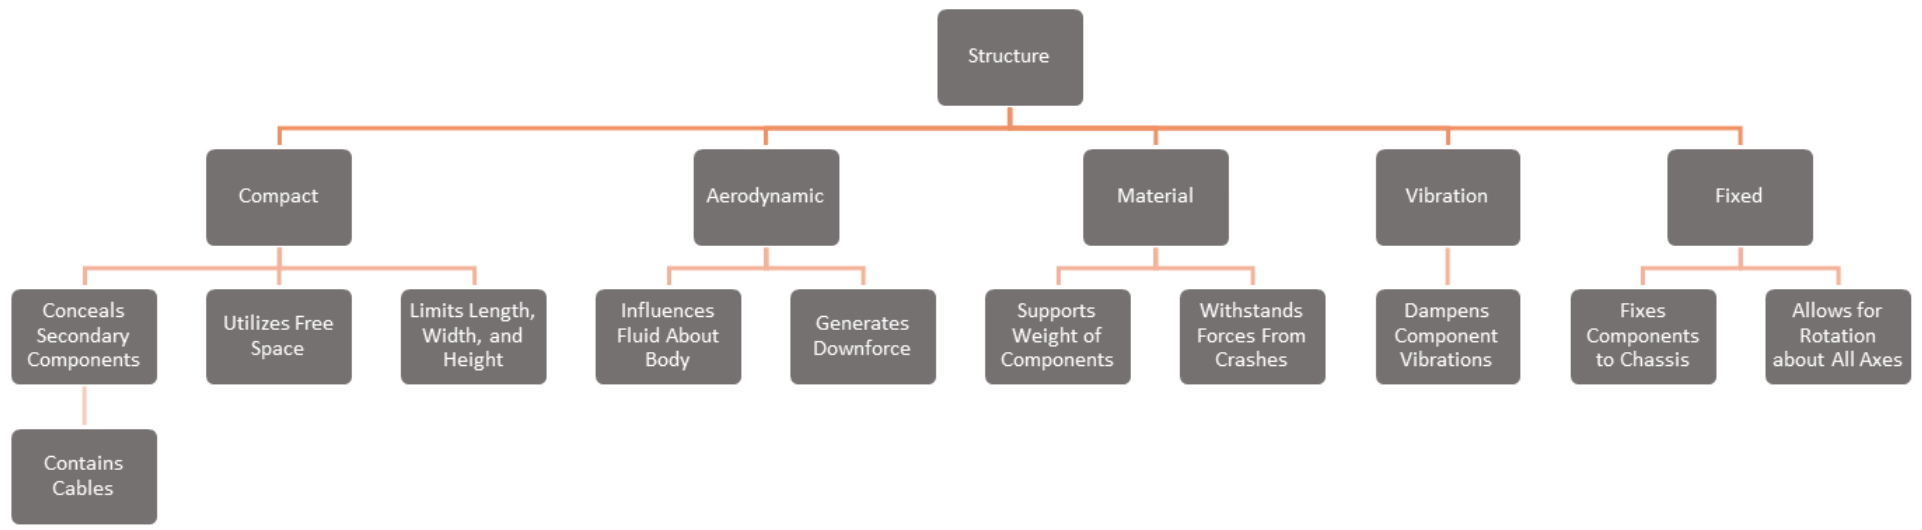 Structure
Compact
Aerodynamic
Material
Vibration
Fixed
Conceals
Secondary
Components
Utilizes Free
Space
Limits Length,
Width, and
Height
Influences
Fluid About
Body
Generates
Downforce
Supports
Weight of
Components
Withstands
Forces From
Crashes
Dampens
Component
Vibrations
Fixes
Components
to Chassis
Allows for
Rotation
about All Axes
Contains
Cables